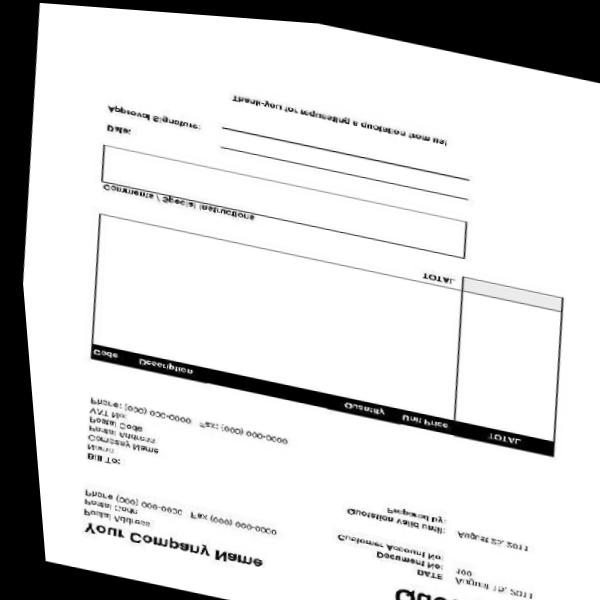 Your Company Name
Postal Address
Postal Code
Phone (000) 000-0000 Fax (000) 000-0000
DATE August 15, 2011
Document No: 100
Customer Account No:
Quotation valid until: August 25, 2011
Prepared by:
Bill To:
Name
Company Name
Postal Address
Postal Code
VAT No:
Phone: (000) 000-0000 Fax: (000) 000-0000
Code Description Quantity Unit Price TOTAL
TOTAL
Comments / Special Instructions
Date:
Approval Signature:
Thank-you for requesting a quotation from us!